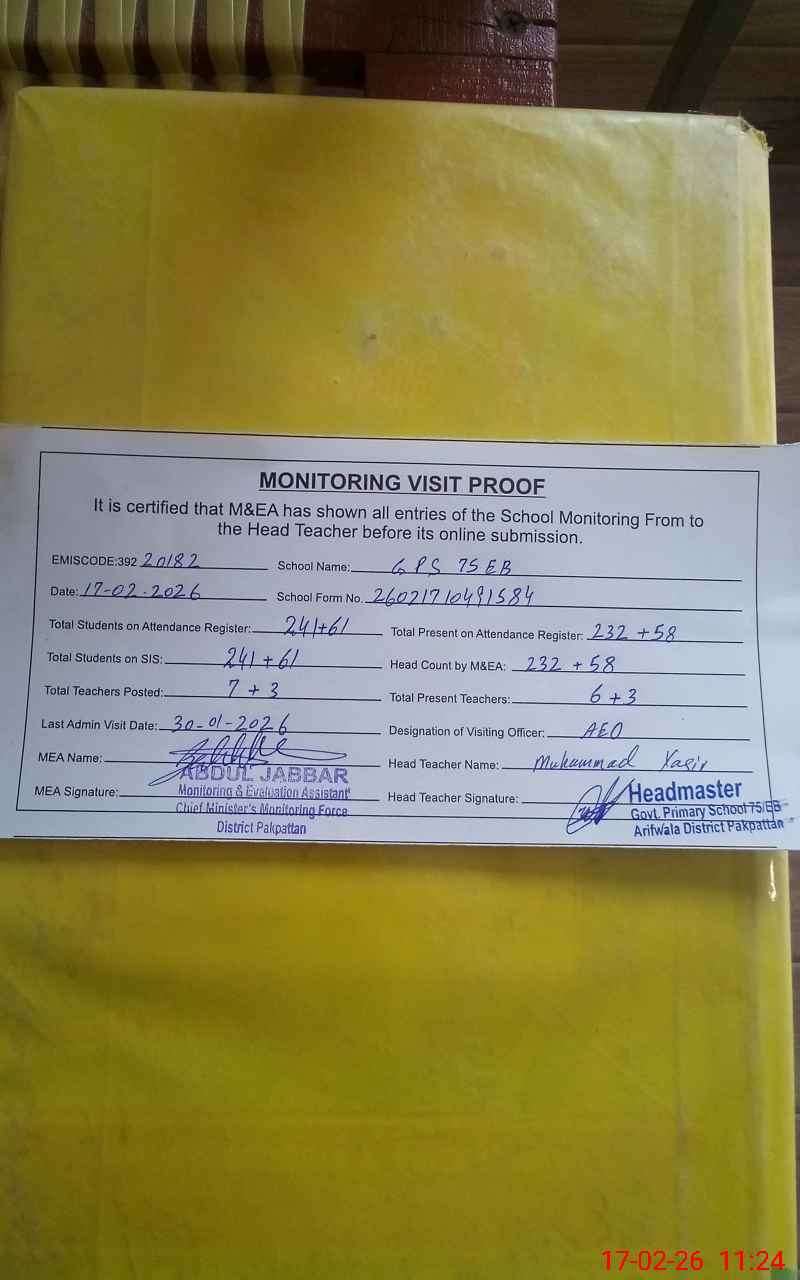 MONITORING VISIT PROOF
It is certified that M&EA has shown all entries of the School Monitoring From to
the Head Teacher before its online submission.
EMISCODE:392 20182 School Name: GPS 75 EB
Date: 17-02-2026 School Form No. 26021710491584
Total Students on Attendance Register: 241+61 Total Present on Attendance Register: 232 +58
Total Students on SIS: 241 + 61 Head Count by M&EA: 232 +58
Total Teachers Posted: 7 + 3 Total Present Teachers: 6 +3
Last Admin Visit Date: 30-01-2026 Designation of Visiting Officer: AEO
MEA Name: Head Teacher Name: Muhammad Yasir
ABDUL JABBAR
MEA Signature: Monitoring & Evaluation Assistant Head Teacher Signature: Headmaster
Chief Minister's Monitoring Force Govt. Primary School 75/EB
District Pakpattan Arifwala District Pakpattan
17-02-26 11:24